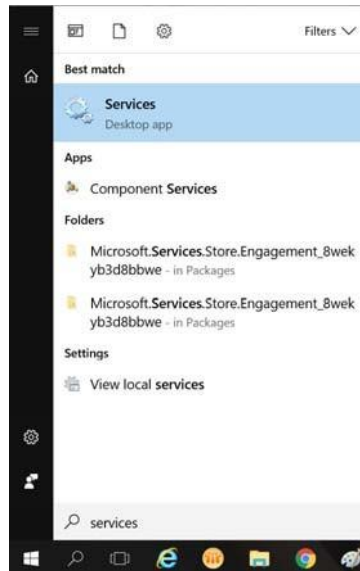 Filters
Best match
Services
Desktop app
Apps
Component Services
Folders
Microsoft.Services.Store.Engagement_8wek
yb3d8bbwe - in Packages
Microsoft.Services.Store.Engagement_8wek
yb3d8bbwe - in Packages
Settings
View local services
services